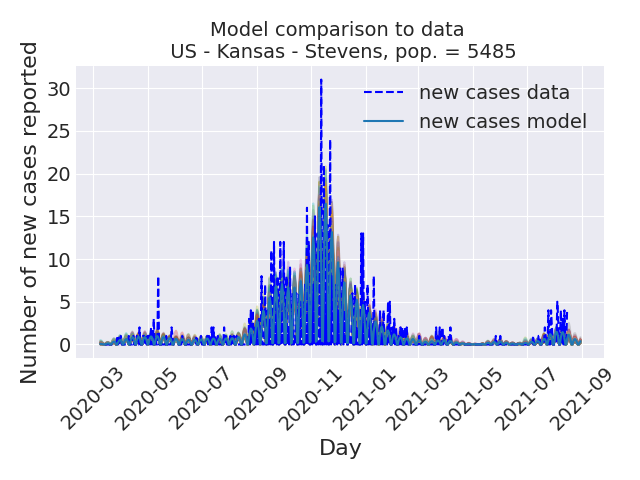 Model comparison to data
US - Kansas - Stevens, pop. = 5485
Number of new cases reported
30
25
20
15
10
5
0
new cases data
new cases model
2020-03
2020-05
2020-07
2020-09
2020-11
2021-01
2021-03
2021-05
2021-07
2021-09
Day